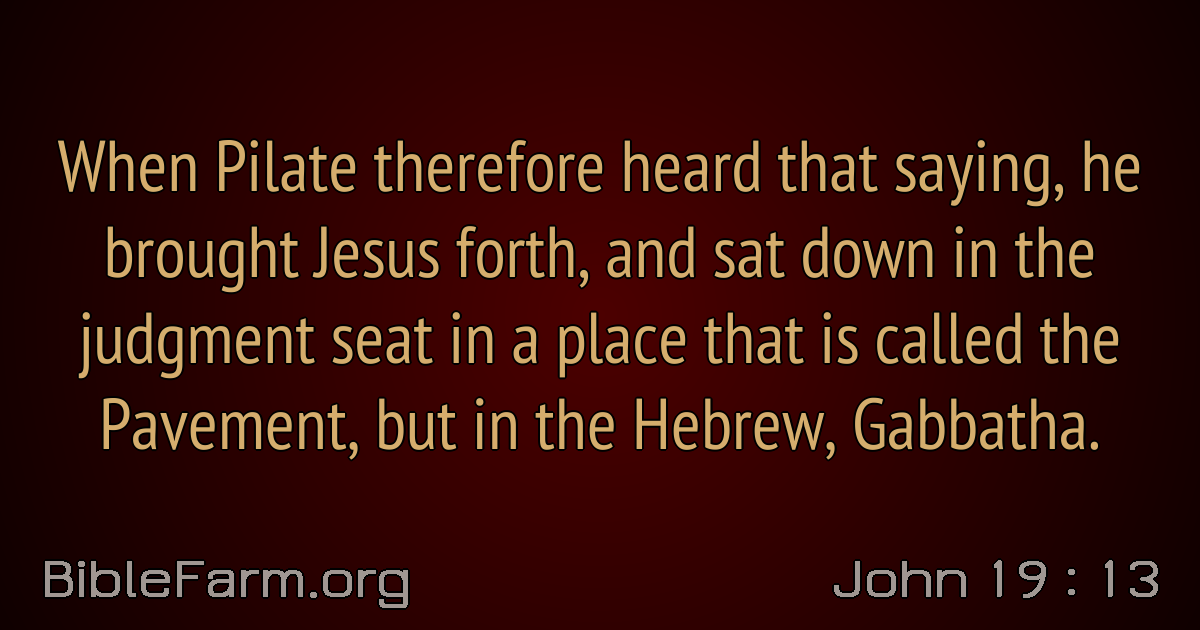 When Pilate therefore heard that saying, he
brought Jesus forth, and sat down in the
judgment seat in a place that is called the
Pavement, but in the Hebrew, Gabbatha.
BibleFarm.org
John 19 : 13